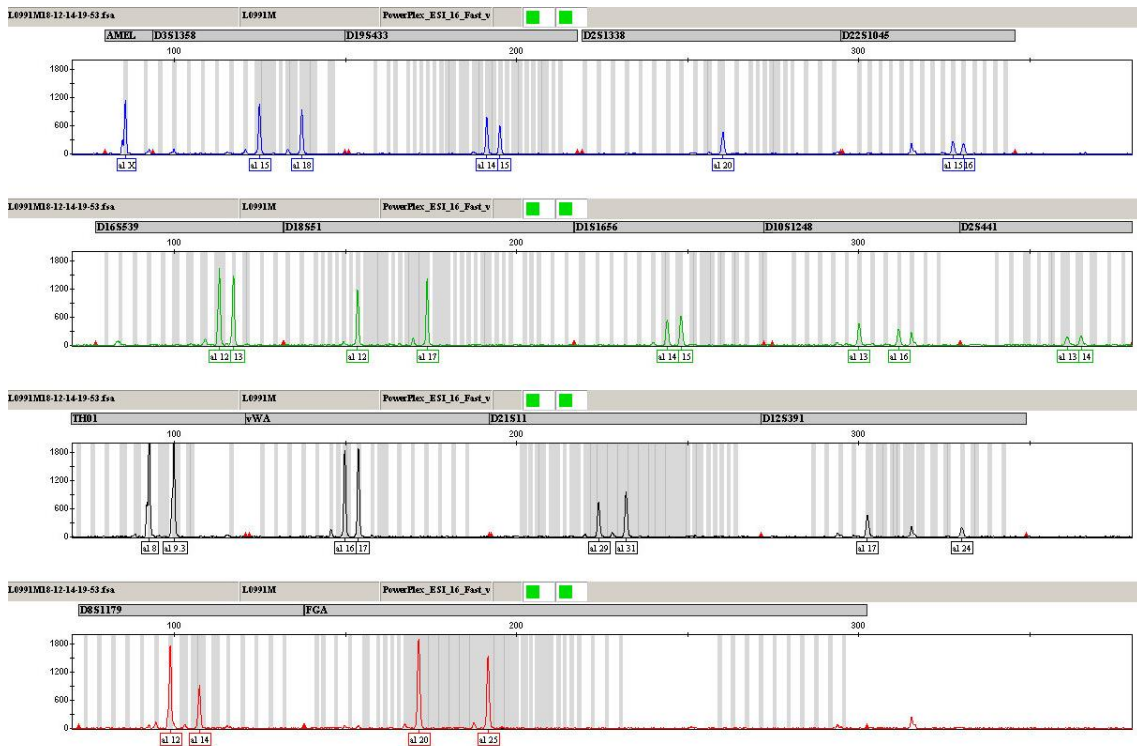 L0991M18-12-14-19-53.fsa L0991M PowerPlex_ESI_16_Fast_v
AMEL D3S1358 D19S433 D2S1338 D22S1045
100 200 300
1800
1200
600
0
al 15 al 18 al 14 15 al 20 al 15 16
L0991M18-12-14-19-53.fsa L0991M PowerPlex_ESI_16_Fast_v
D16S539 D18S51 D1S1656 D10S1248 D2S441
100 200 300
1800
1200
600
0
al 12 13 al 12 al 17 al 14 15 al 13 al 16 al 13 14
L0991M18-12-14-19-53.fsa L0991M PowerPlex_ESI_16_Fast_v
TH01 vWA D21S11 D12S391
100 200 300
1800
1200
600
0
al 8 al 9.3 al 16 17 al 29 al 31 al 17 al 24
L0991M18-12-14-19-53.fsa L0991M PowerPlex_ESI_16_Fast_v
D8S1179 FGA
100 200 300
1800
1200
600
0
al 12 al 14 al 20 al 25